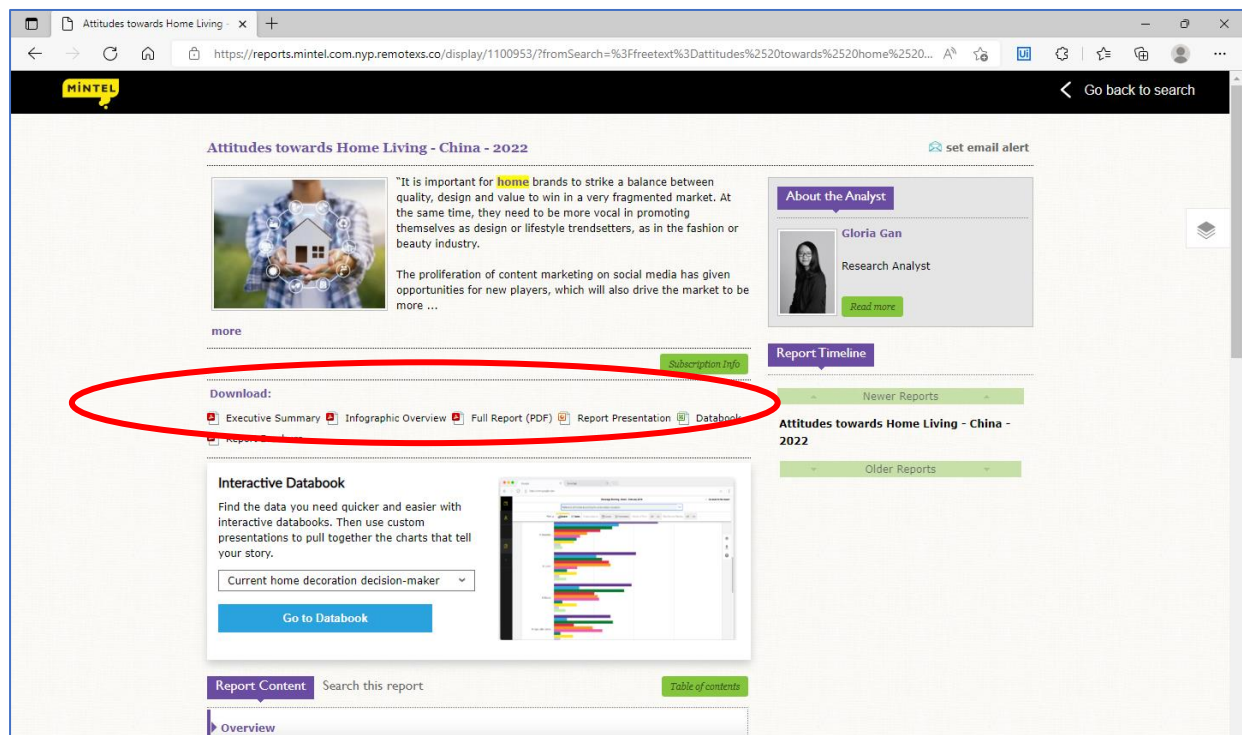 Attitudes towards Home Living -
https://reports.mintel.com.nyp.remotexs.co/display/1100953/?fromSearch=%3Ffreetext%3Dattitudes%2520towards%2520home%2520...
MINTEL
Go back to search
Attitudes towards Home Living - China - 2022
set email alert
"It is important for home brands to strike a balance between
quality, design and value to win in a very fragmented market. At
the same time, they need to be more vocal in promoting
themselves as design or lifestyle trendsetters, as in the fashion or
beauty industry.
The proliferation of content marketing on social media has given
opportunities for new players, which will also drive the market to be
more ...
more
About the Analyst
Gloria Gan
Research Analyst
Read more
Subscription Info
Report Timeline
Newer Reports
Attitudes towards Home Living - China -
2022
Older Reports
Download:
Executive Summary Infographic Overview Full Report (PDF) Report Presentation Databook
Report Brochure
Interactive Databook
Find the data you need quicker and easier with
interactive databooks. Then use custom
presentations to pull together the charts that tell
your story.
Current home decoration decision-maker
Go to Databook
Report Content Search this report
Table of contents
Overview